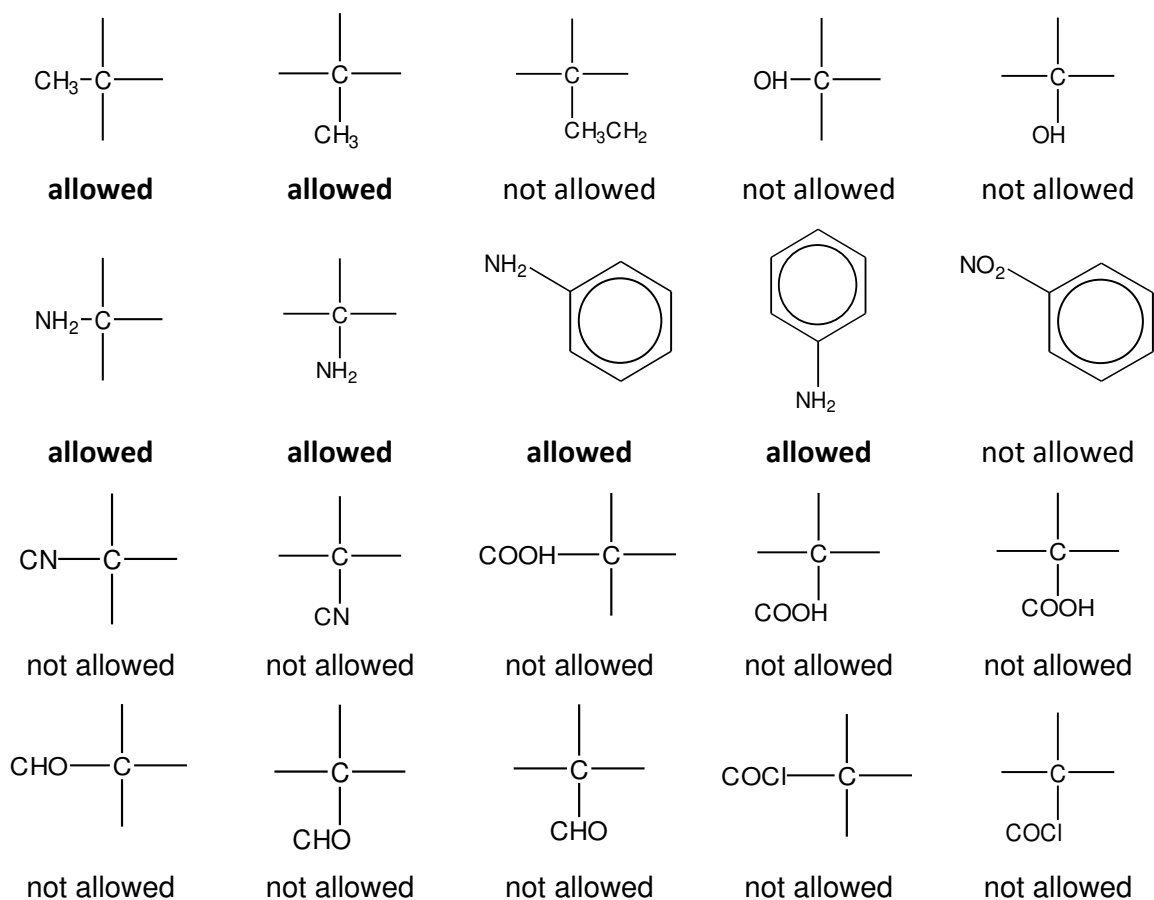 CH₃ C C C OH C C
CH₃ CH₃CH₂ OH
allowed allowed not allowed not allowed not allowed
NH₂ NO₂
NH₂ C C
NH₂ NH₂
allowed allowed allowed allowed not allowed
CN C C COOH C C C
CN COOH COOH
not allowed not allowed not allowed not allowed not allowed
CHO C C C COCl C C
CHO CHO COCl
not allowed not allowed not allowed not allowed not allowed